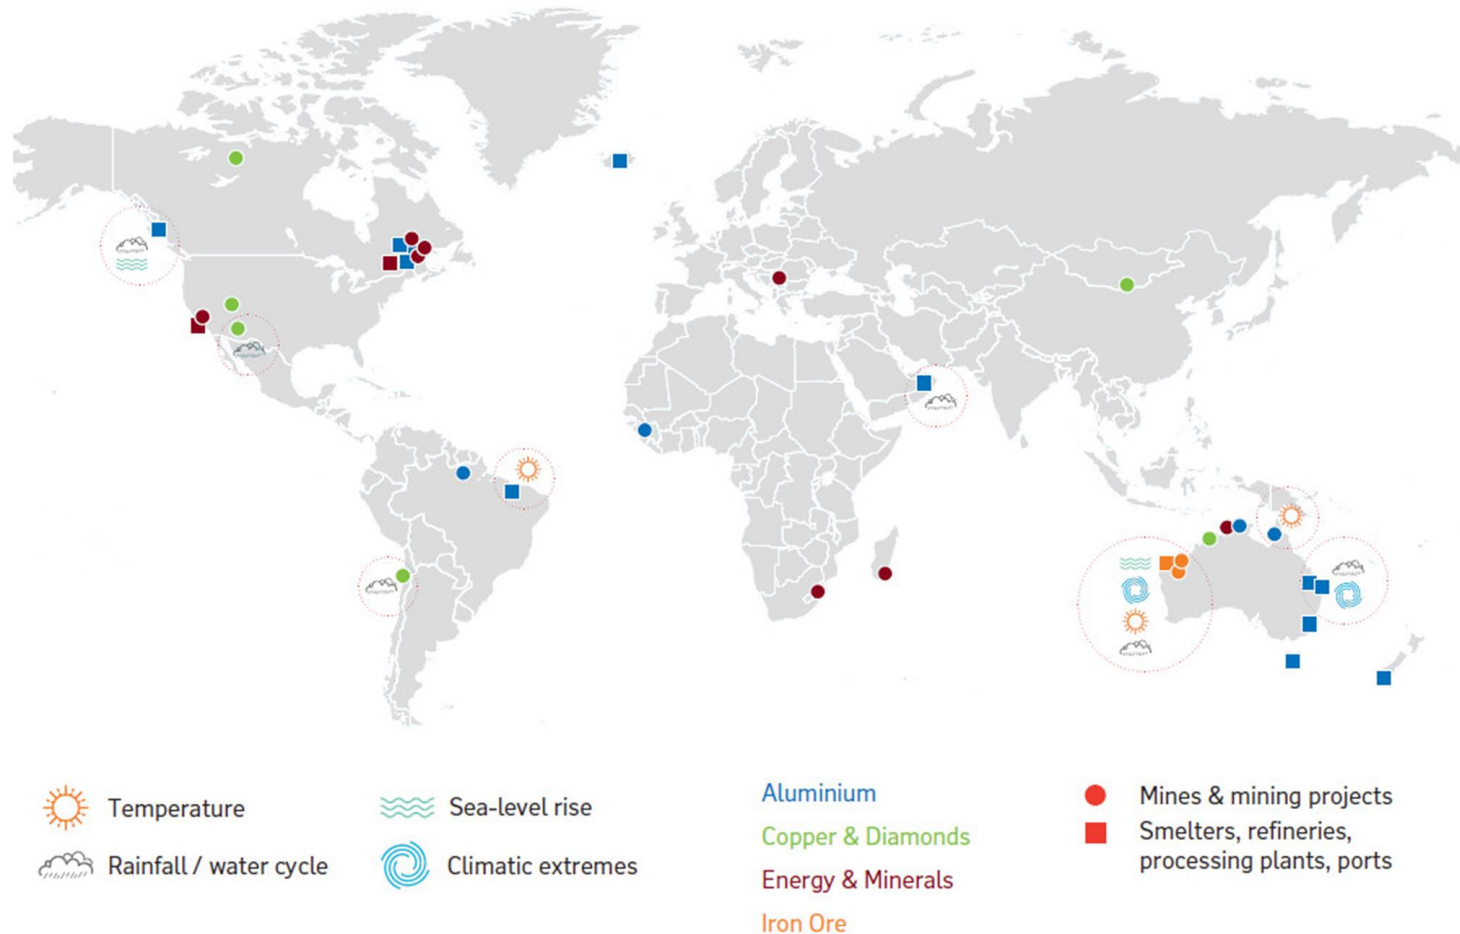 Temperature
Rainfall / water cycle
Sea-level rise
Climatic extremes
Aluminium
Copper & Diamonds
Energy & Minerals
Iron Ore
Mines & mining projects
Smelters, refineries,
processing plants, ports